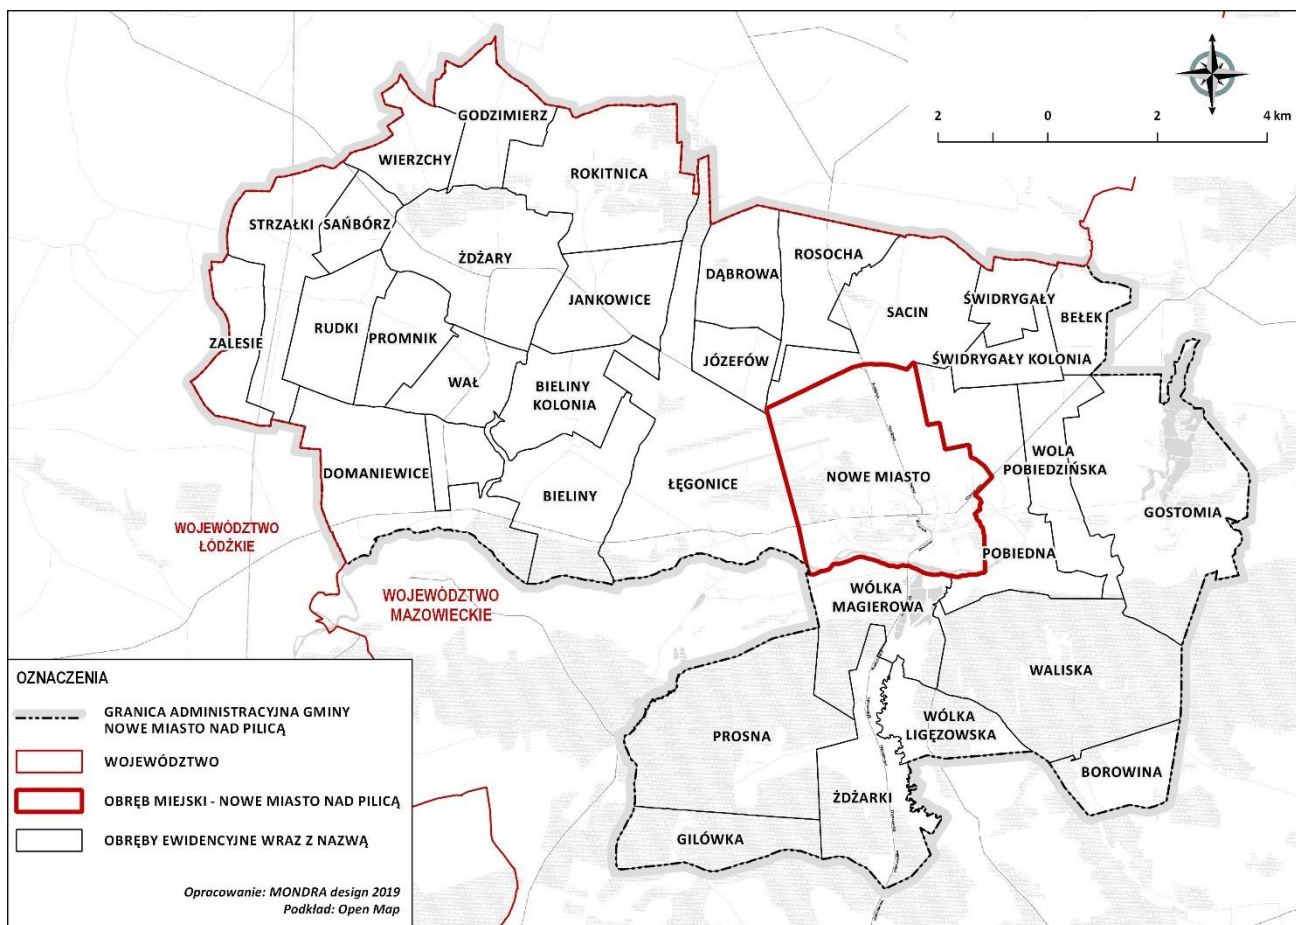 GODZIMIERZ
WIERZCHY
ROKITNICA
2 0 2 4 km
STRZAŁKI
SAŃBÓRZ
ŻDŻARY
DĄBROWA
ROSOCHA
JANKOWICE
ŚWIDRYGAŁY
SACIN
BEŁEK
ZALESIE
RUDKI
PROMNIK
JÓZEFÓW
ŚWIDRYGAŁY KOLONIA
WAŁ
BIELINY
KOLONIA
DOMANIEWICE
BIELINY
ŁĘGONICE
NOWE MIASTO
WOLA
POBIEDZIŃSKA
GOSTOMIA
WOJEWÓDZTWO
ŁÓDZKIE
POBIEDNA
WOJEWÓDZTWO
MAZOWIECKIE
WÓLKA
MAGIEROWA
WALISKA
PROSNA
WÓLKA
LIGĘZOWSKA
BOROWINA
ŻDŻARKI
GILÓWKA
OZNACZENIA
GRANICA ADMINISTRACYJNA GMINY
NOWE MIASTO NAD PILICĄ
WOJEWÓDZTWO
OBRĘB MIEJSKI - NOWE MIASTO NAD PILICĄ
OBRĘBY EWIDENCYJNE WRAZ Z NAZWĄ
Opracowanie: MONDRA design 2019
Podkład: Open Map